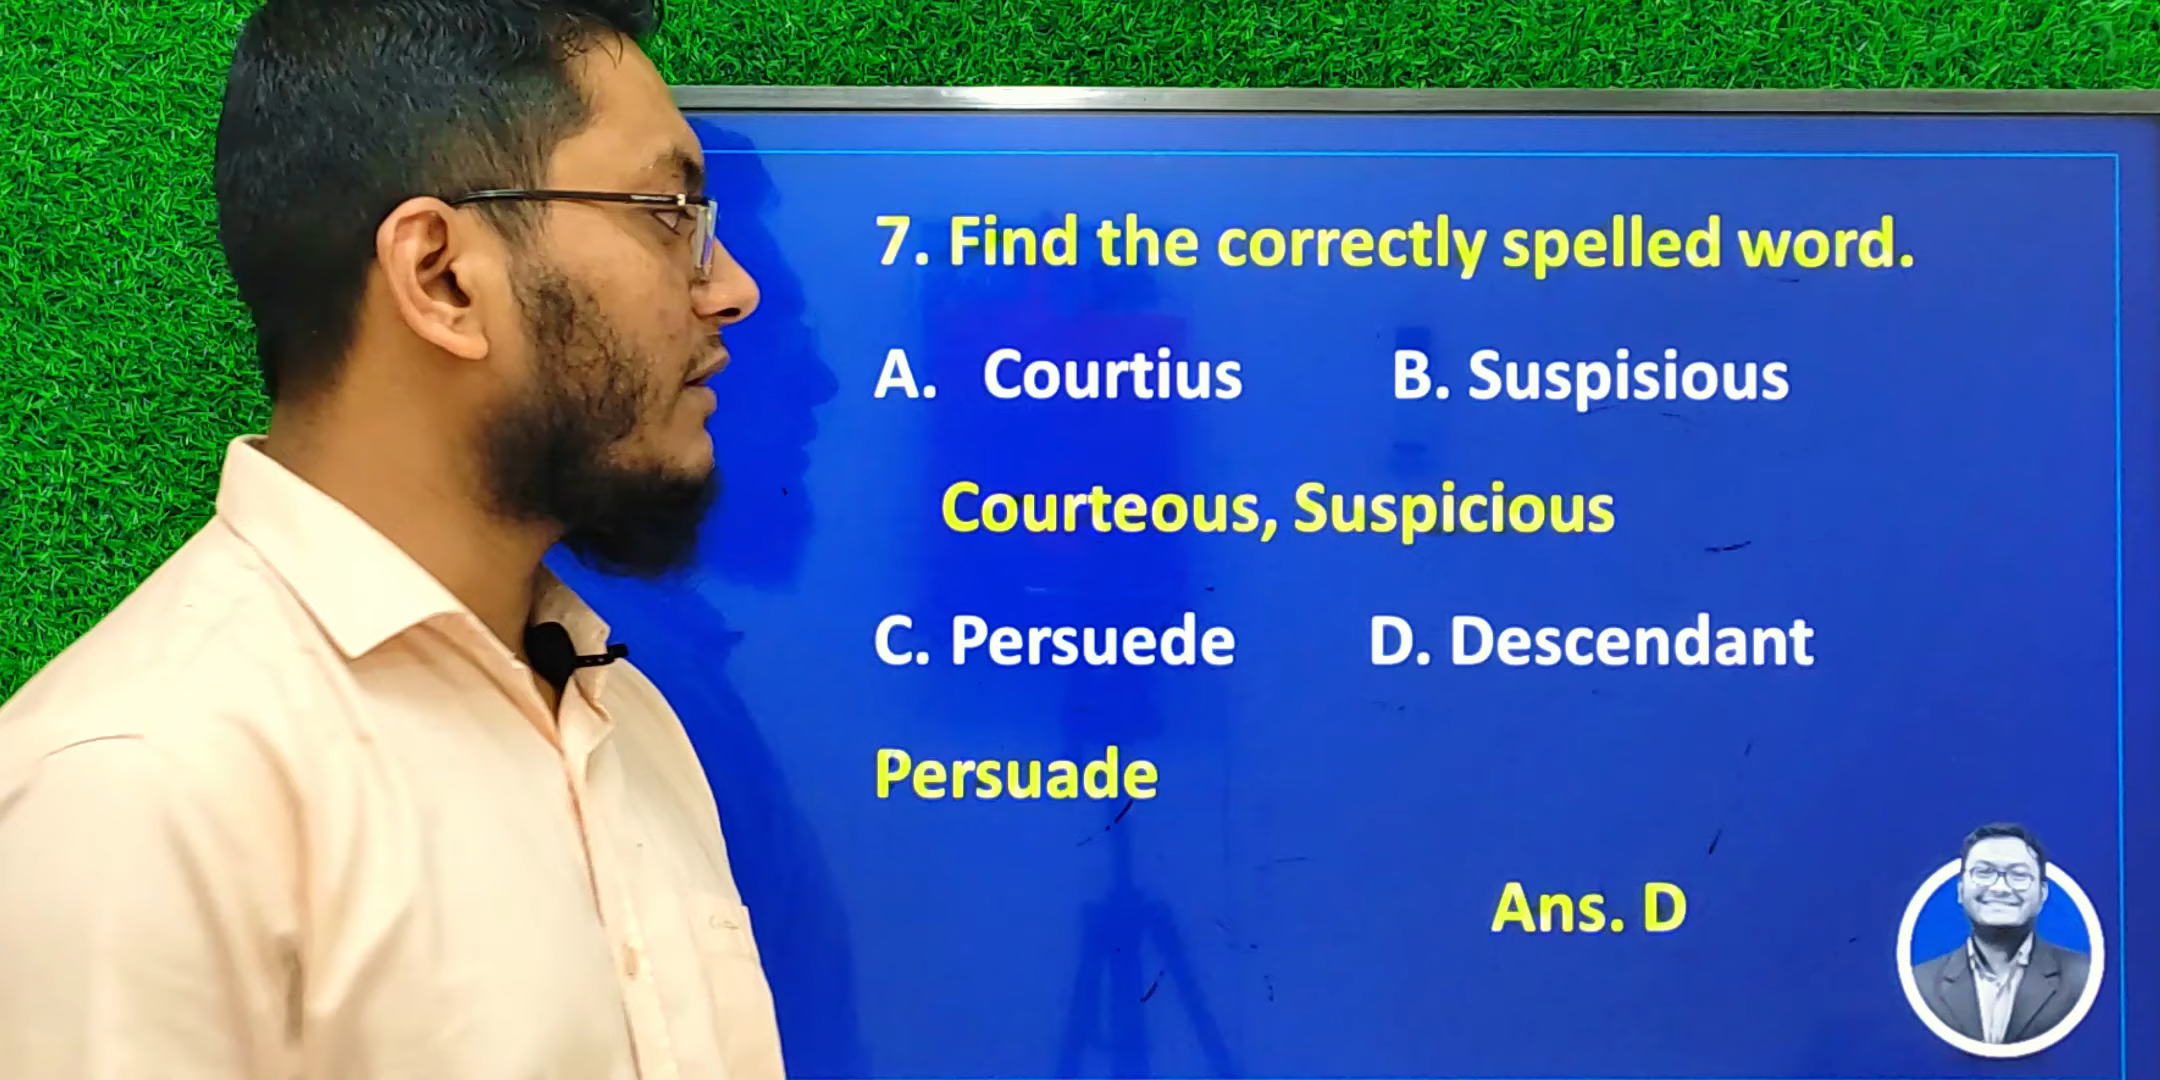 7. Find the correctly spelled word.
A. Courtius B. Suspisious
Courteous, Suspicious
C. Persuede D. Descendant
Persuade
Ans. D